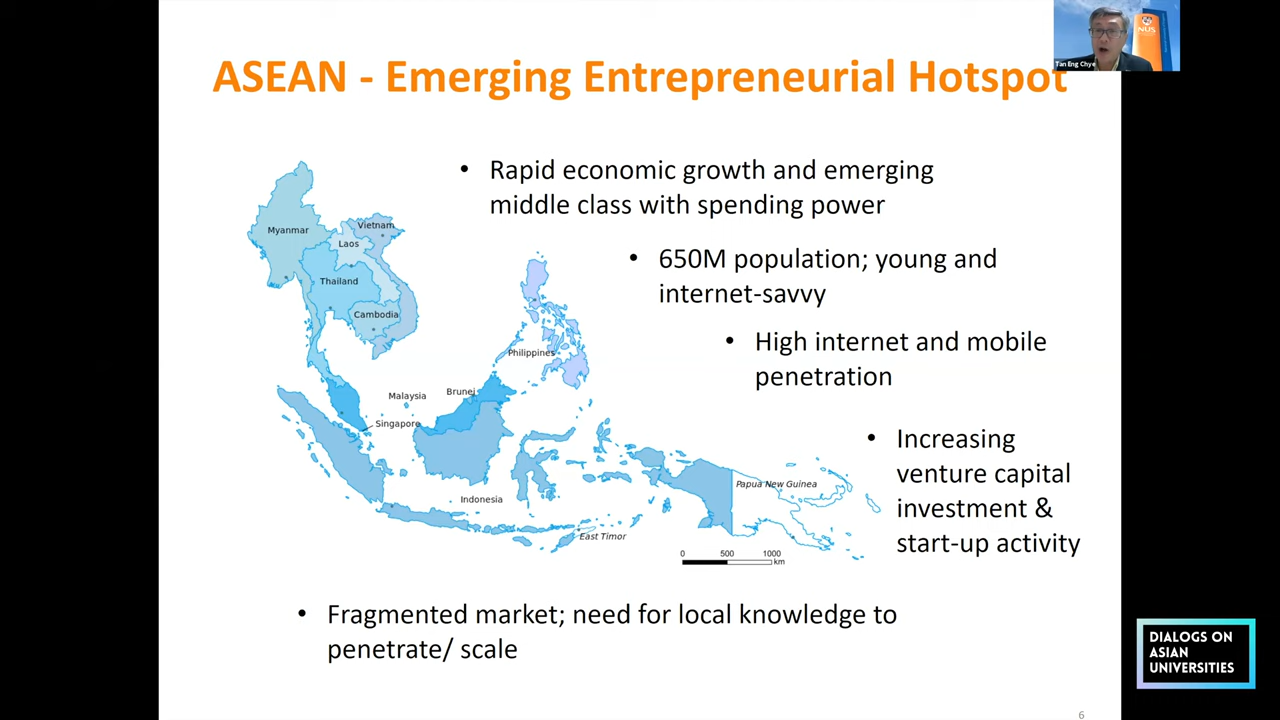 ASEAN - Emerging Entrepreneurial Hotspot
NUS
Tan Eng Chye
• Rapid economic growth and emerging
middle class with spending power
• 650M population; young and
internet-savvy
• High internet and mobile
penetration
• Increasing
venture capital
investment &
start-up activity
Myanmar
Vietnam
Laos
Thailand
Cambodia
Philippines
Malaysia
Brunei
Singapore
Indonesia
Papua New Guinea
East Timor
0 500 1000
km
• Fragmented market; need for local knowledge to
penetrate/ scale
DIALOGS ON
ASIAN
UNIVERSITIES
6